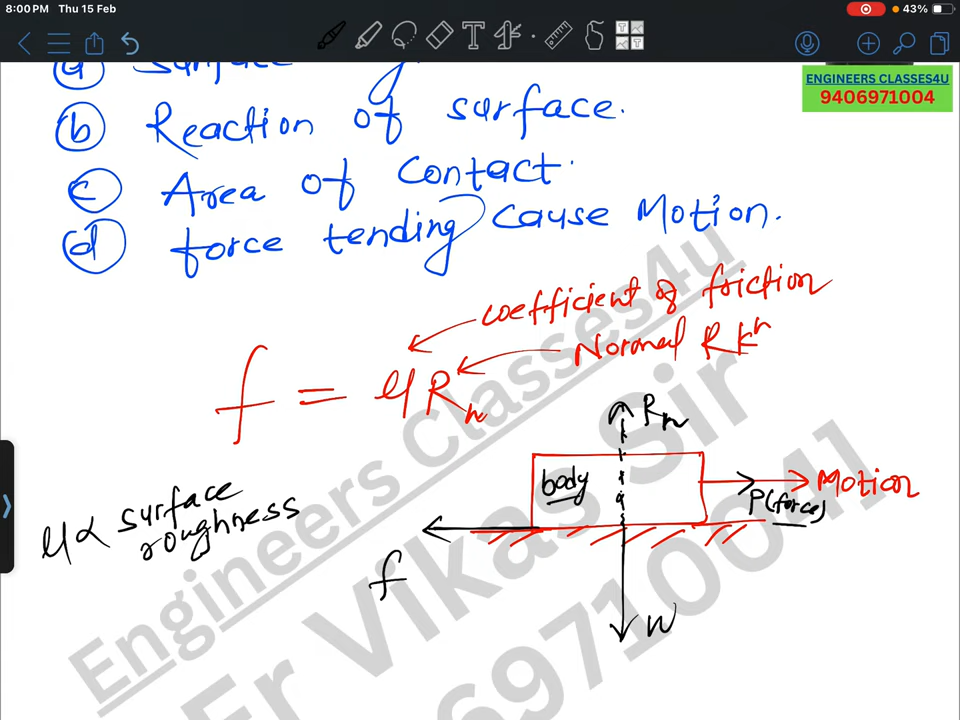 8:00 PM Thu 15 Feb
43%
ENGINEERS CLASSES4U
9406971004
(a) Surface
(b) Reaction of surface.
(c) Area of Contact.
(d) force tending cause Motion.
coefficient of friction
f = μRn
Normal Rkⁿ
Rn
body
Motion
P(force)
μ∝ surface
roughness
f
W
Engineers Classes4u
Er Vikas Sir